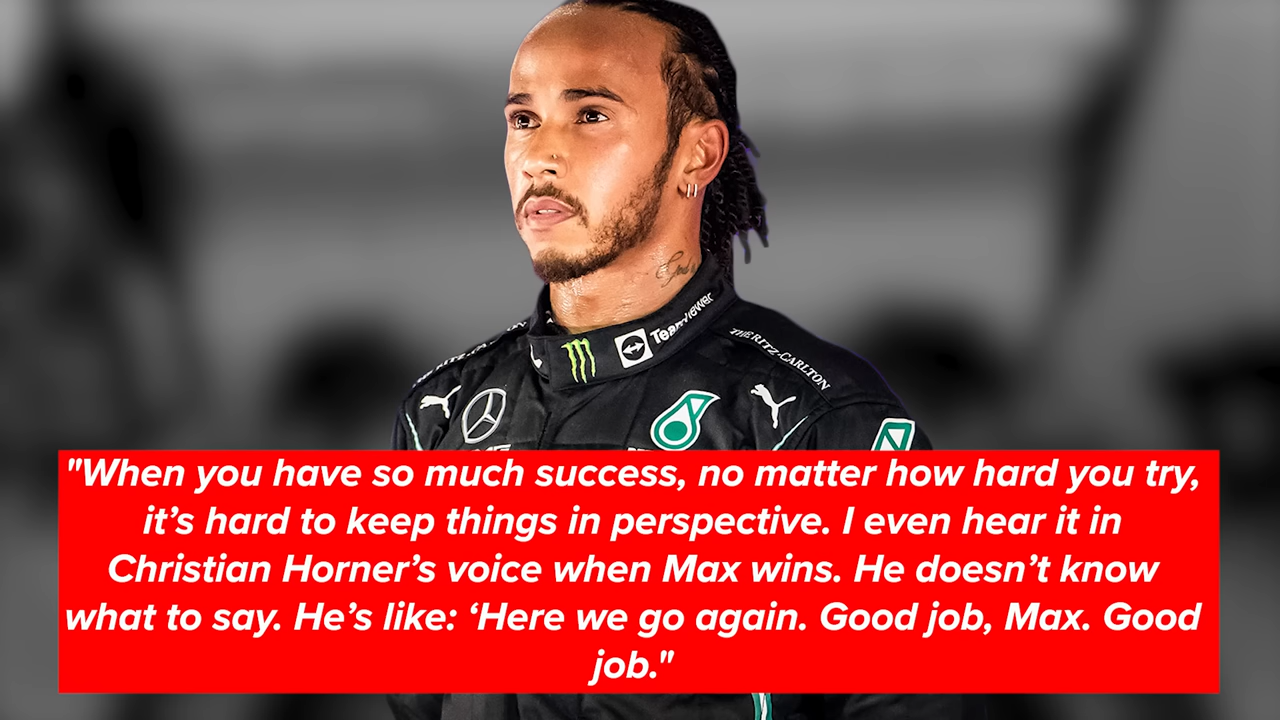 TeamViewer
THE RITZ-CARLTON
"When you have so much success, no matter how hard you try,
it’s hard to keep things in perspective. I even hear it in
Christian Horner’s voice when Max wins. He doesn’t know
what to say. He’s like: ‘Here we go again. Good job, Max. Good
job."